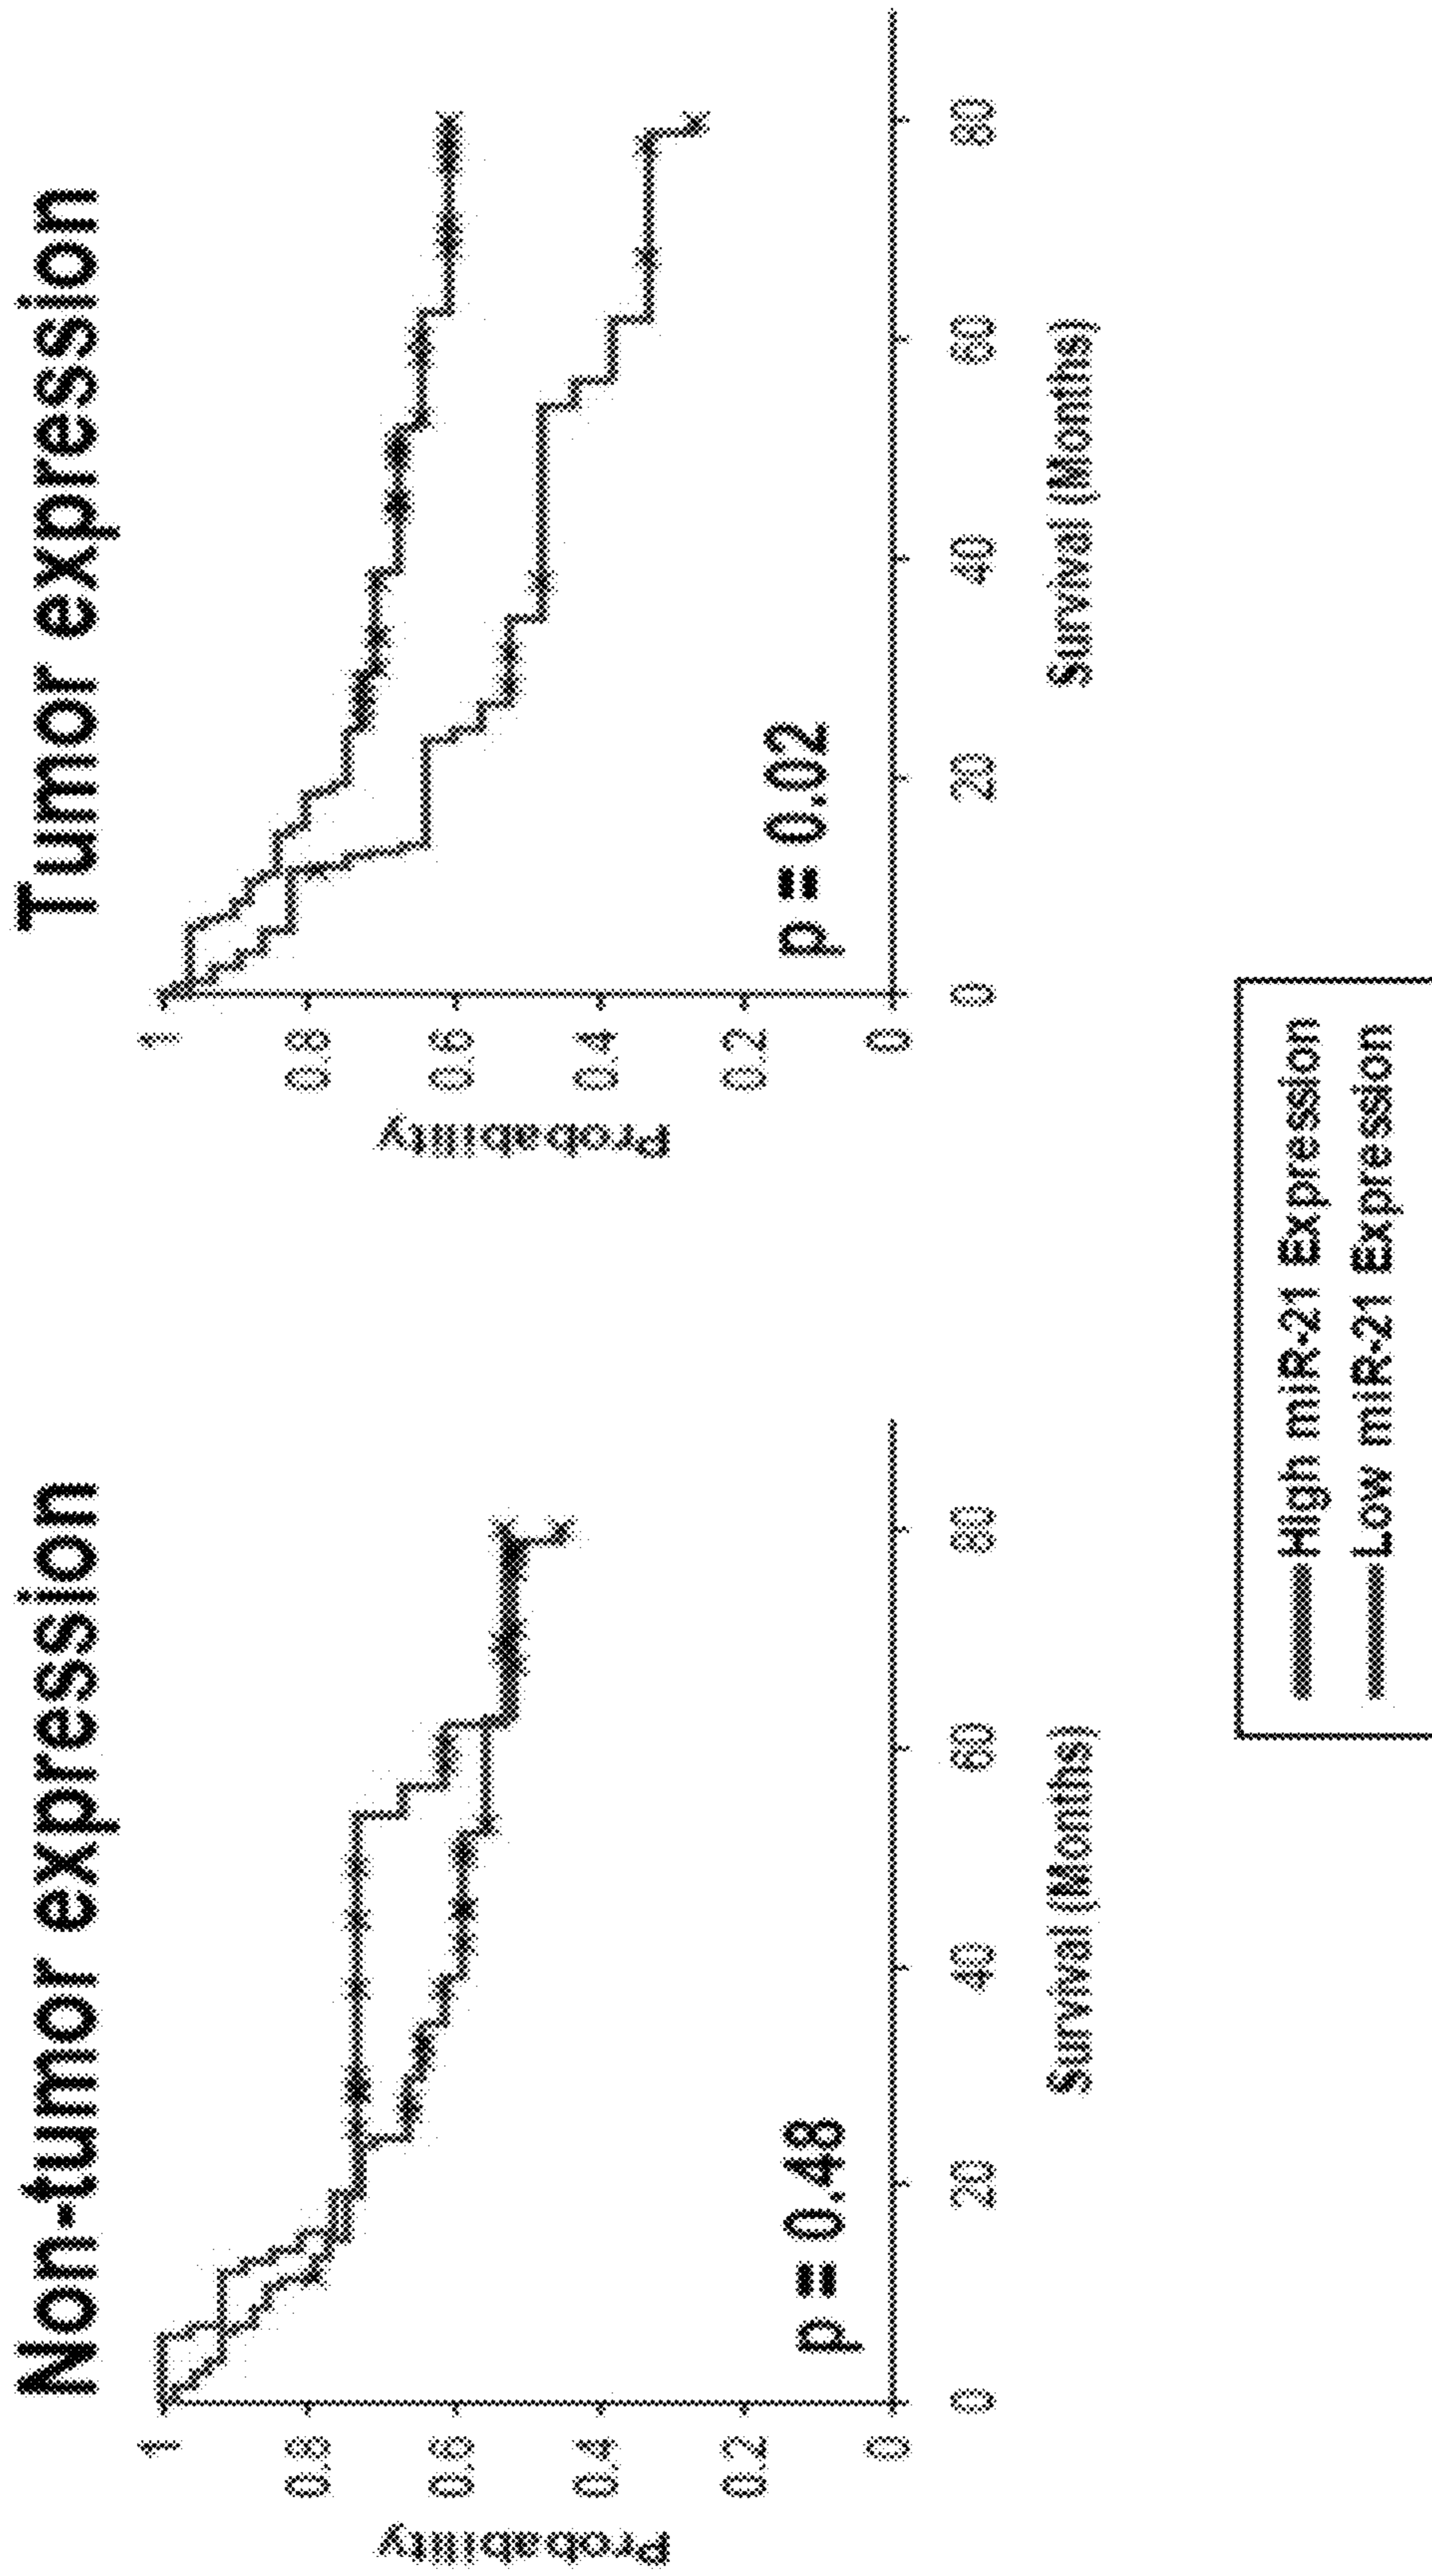 Non-tumor expression
Probability
1
0.8
0.6
0.4
0.2
0
p = 0.48
0 20 40 60 80
Survival (Months)
Tumor expression
Probability
1
0.8
0.6
0.4
0.2
0
p = 0.02
0 20 40 60 80
Survival (Months)
High miR-21 Expression
Low miR-21 Expression